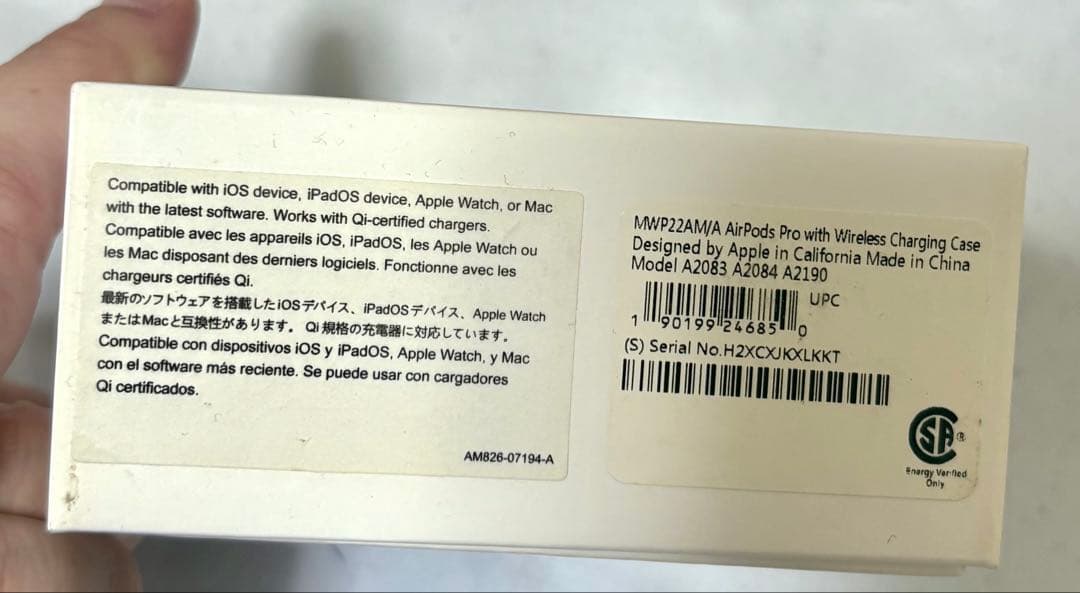 Compatible with iOS device, iPadOS device, Apple Watch, or Mac
with the latest software. Works with Qi-certified chargers.
Compatible avec les appareils iOS, iPadOS, les Apple Watch ou
les Mac disposant des derniers logiciels. Fonctionne avec les
chargeurs certifiés Qi.
最新のソフトウェアを搭載したiOSデバイス、iPadOSデバイス、Apple Watch
またはMacと互換性があります。Qi規格の充電器に対応しています。
Compatible con dispositivos iOS y iPadOS, Apple Watch, y Mac
con el software más reciente. Se puede usar con cargadores
Qi certificados.
AM826-07194-A
MWP22AM/A AirPods Pro with Wireless Charging Case
Designed by Apple in California Made in China
Model A2083 A2084 A2190
UPC
1 90199 24685 0
(S) Serial No.H2XCXJKXLKKT
SA ®
Energy Verified
Only